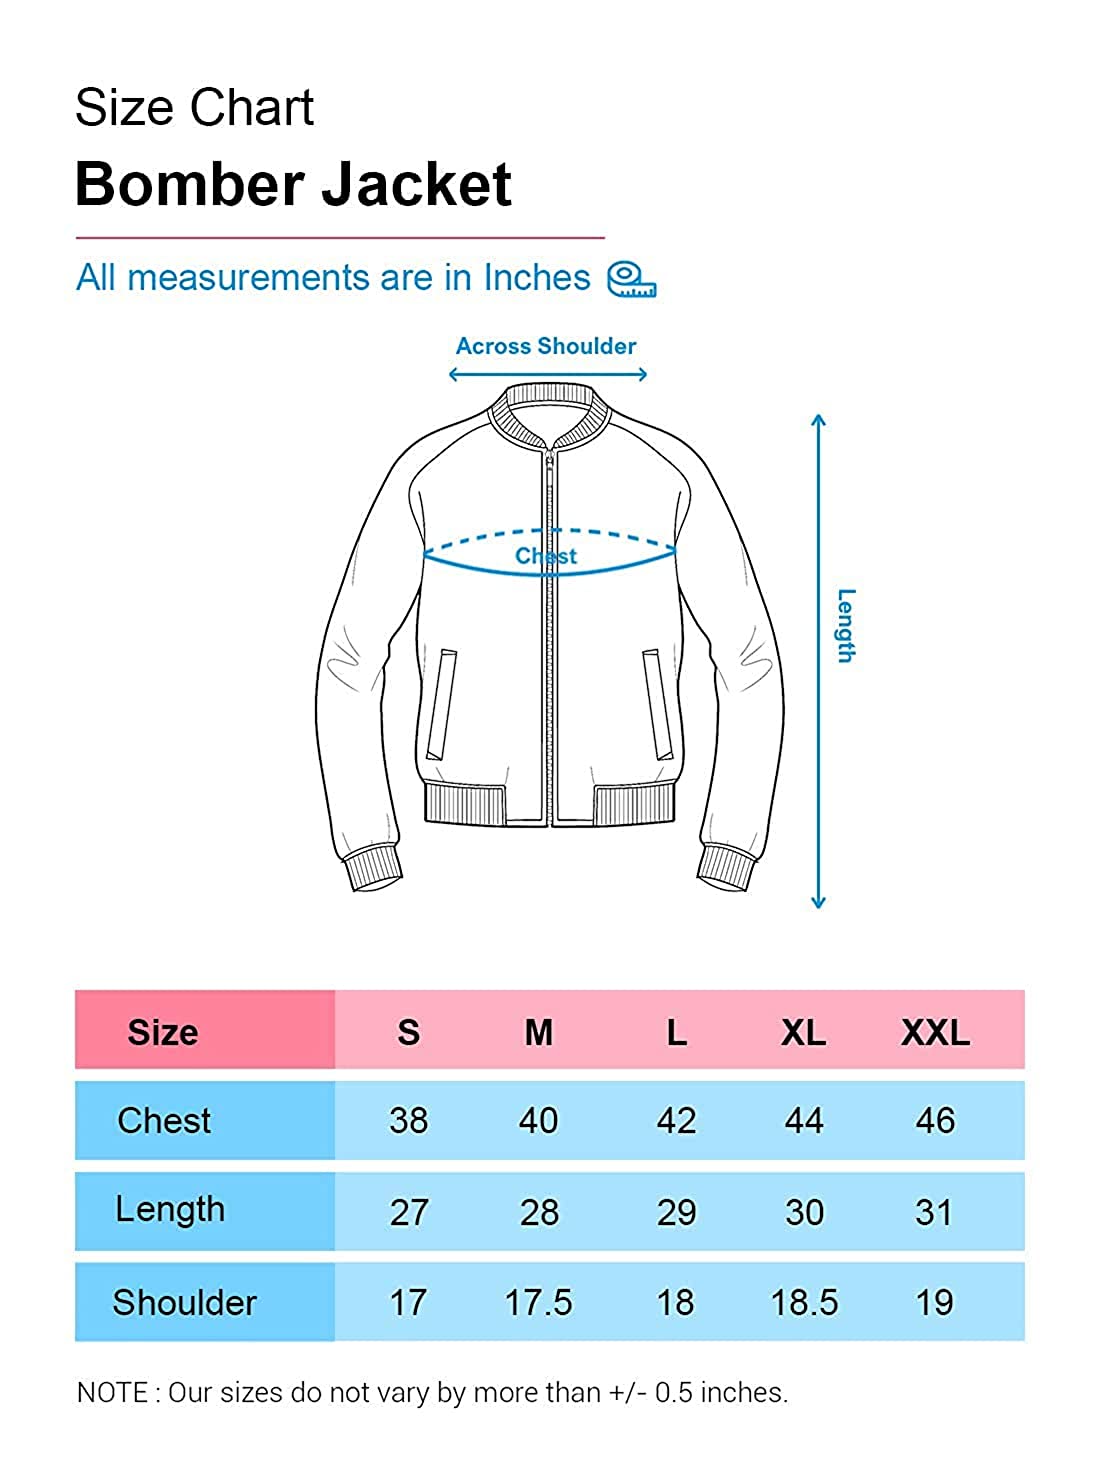 Size Chart
Bomber Jacket
All measurements are in Inches
Across Shoulder
Chest
Length
Size S M L XL XXL
Chest 38 40 42 44 46
Length 27 28 29 30 31
Shoulder 17 17.5 18 18.5 19
NOTE : Our sizes do not vary by more than +/- 0.5 inches.